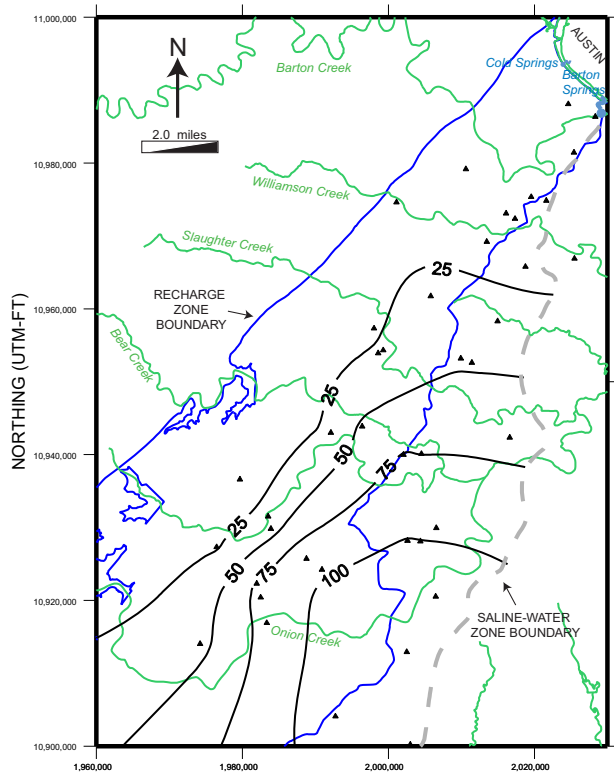 11,000,000
AUSTIN
N
Cold Springs
Barton Creek
Barton
Springs
2.0 miles
10,980,000
Williamson Creek
Slaughter Creek
25
10,960,000
RECHARGE
ZONE
BOUNDARY
Bear Creek
25
NORTHING (UTM-FT)
50
10,940,000
75
25
50
75
100
10,920,000
SALINE-WATER
ZONE BOUNDARY
Onion Creek
10,900,000
1,960,000
1,980,000
2,000,000
2,020,000